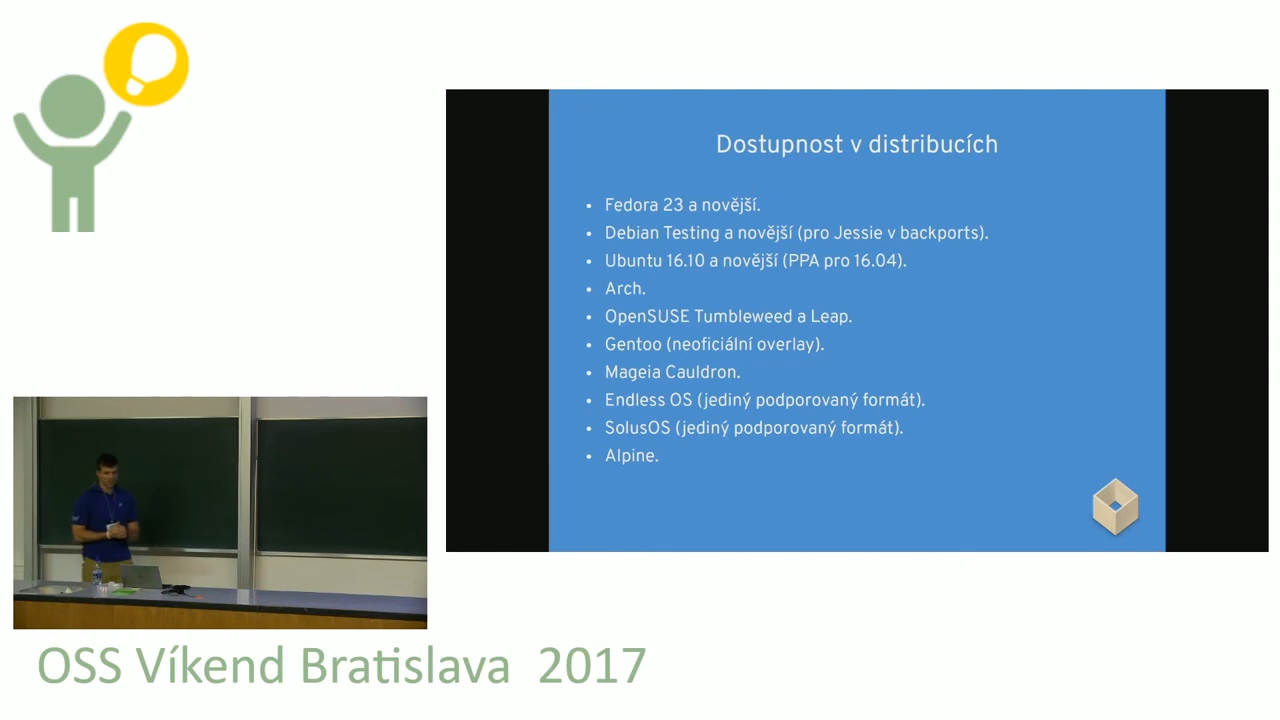 Dostupnost v distribucích
• Fedora 23 a novější.
• Debian Testing a novější (pro Jessie v backports).
• Ubuntu 16.10 a novější (PPA pro 16.04).
• Arch.
• OpenSUSE Tumbleweed a Leap.
• Gentoo (neoficiální overlay).
• Mageia Cauldron.
• Endless OS (jediný podporovaný formát).
• SolusOS (jediný podporovaný formát).
• Alpine.
OSS Víkend Bratislava 2017